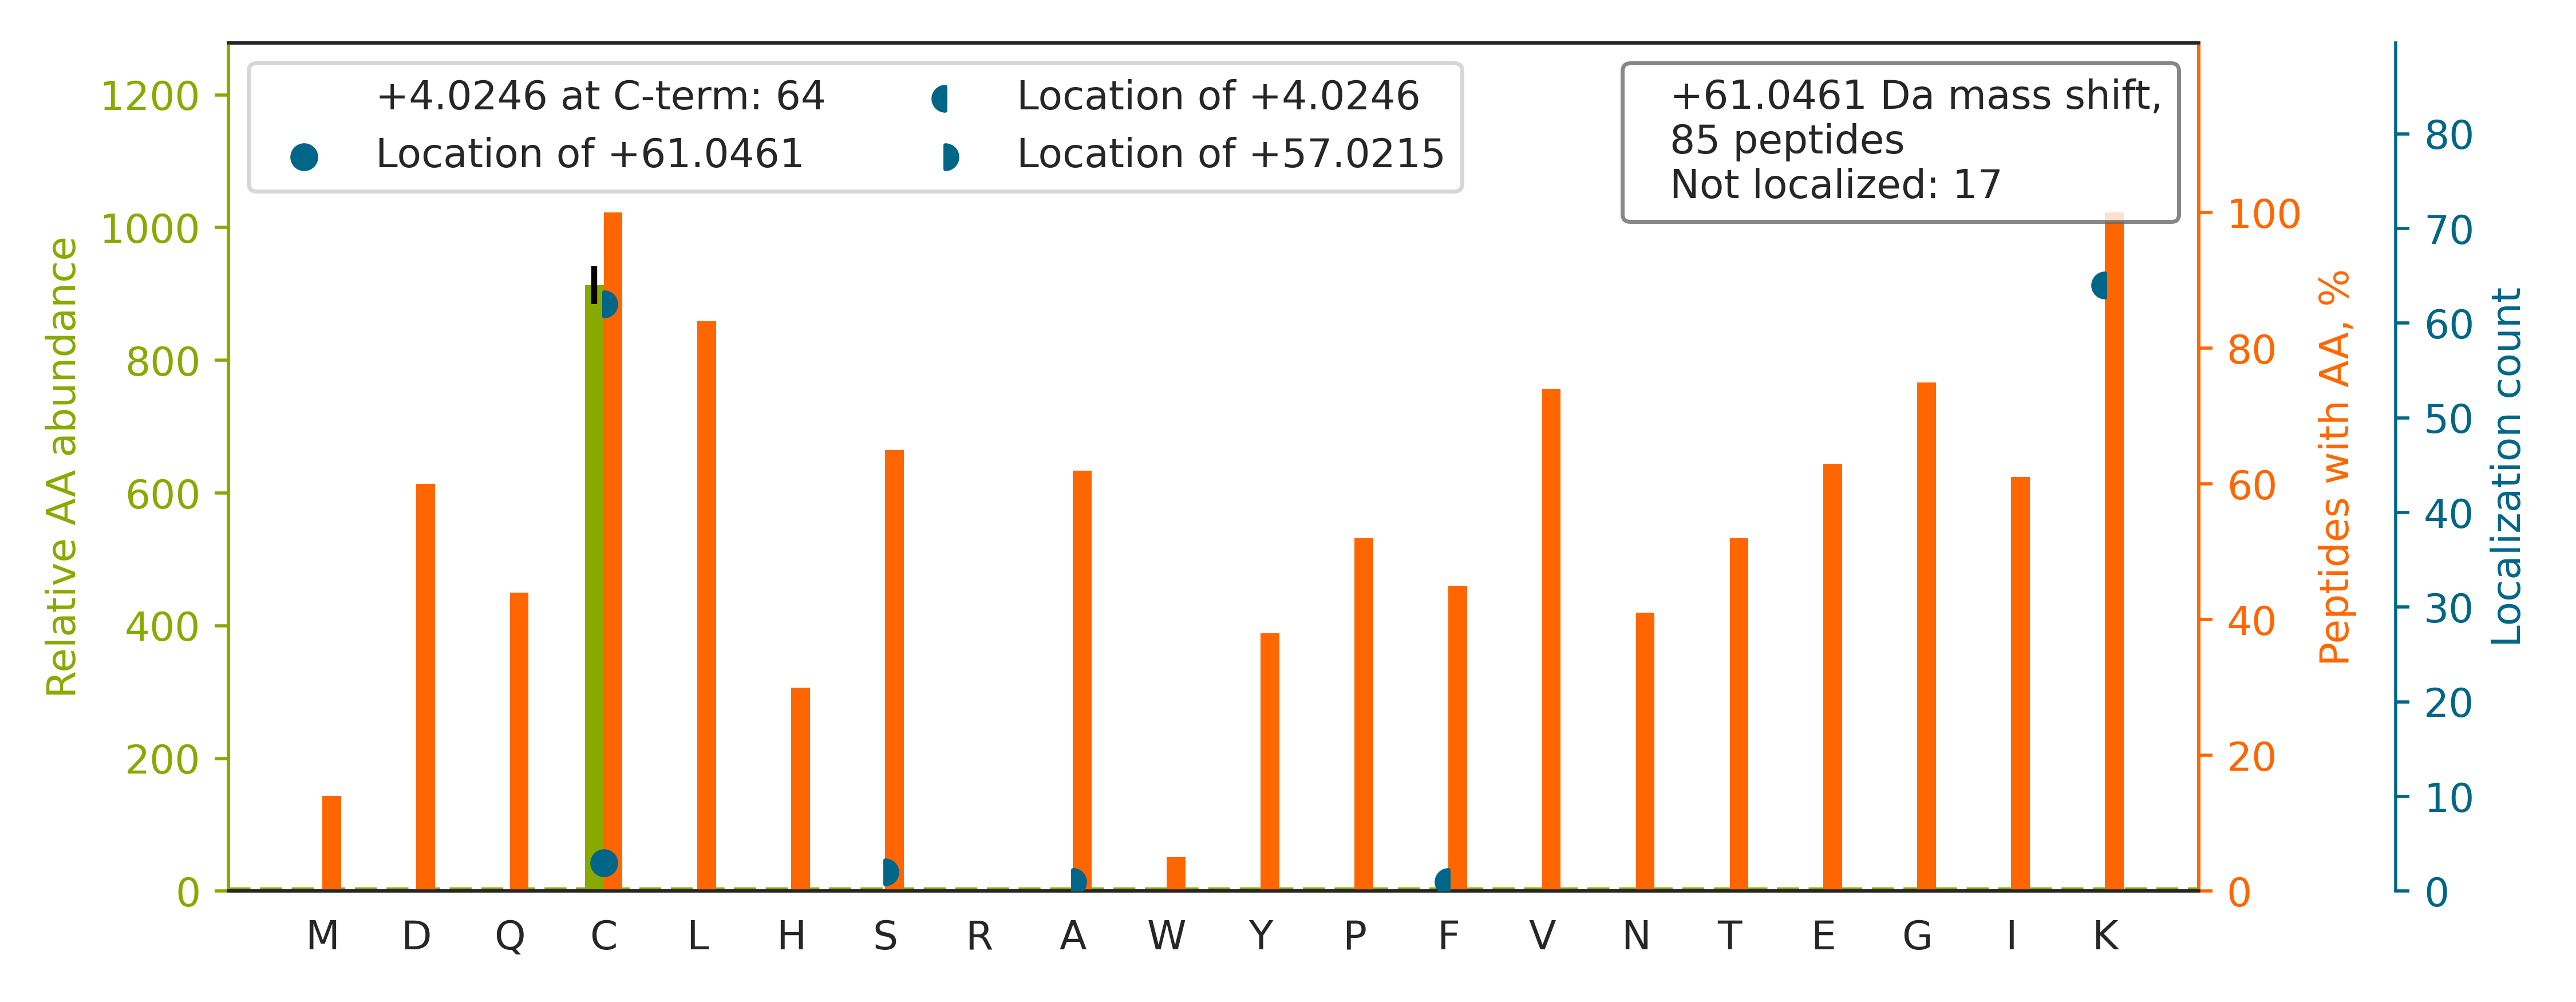 +4.0246 at C-term: 64
Location of +61.0461
Location of +4.0246
Location of +57.0215
+61.0461 Da mass shift,
85 peptides
Not localized: 17
Relative AA abundance
1200
1000
800
600
400
200
0
Peptides with AA, %
100
80
60
40
20
0
Localization count
80
70
60
50
40
30
20
10
0
M D Q C L H S R A W Y P F V N T E G I K